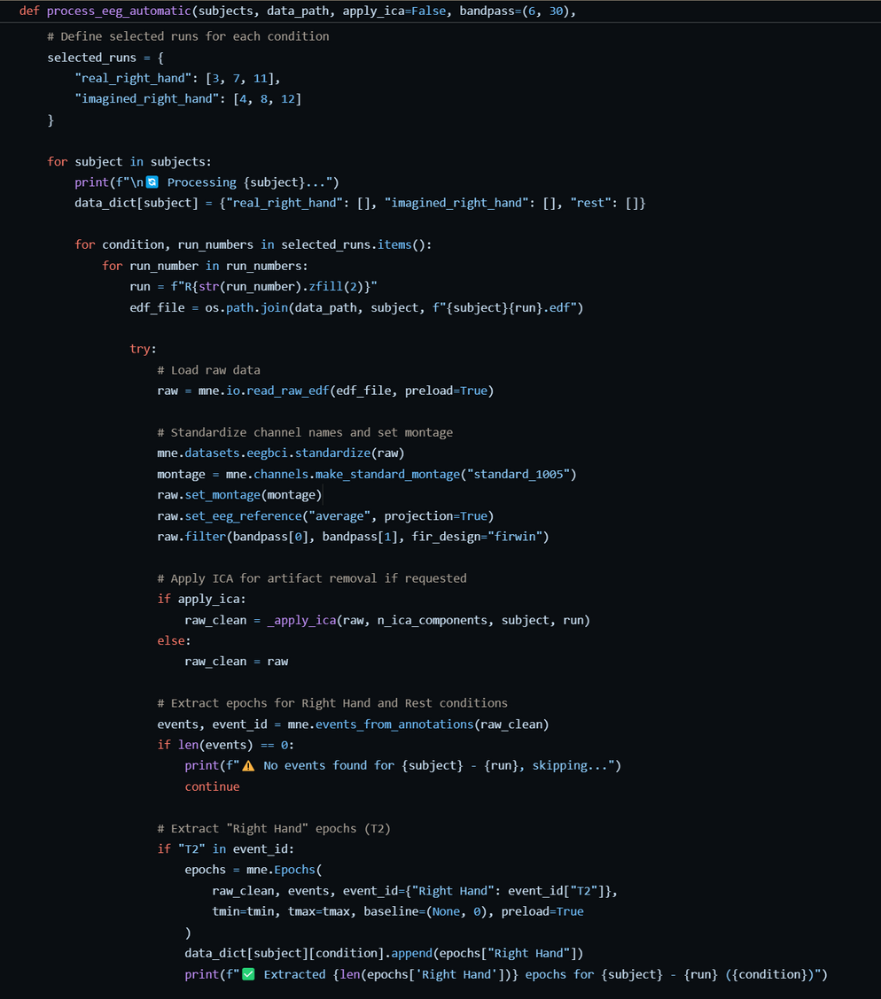 def process_eeg_automatic(subjects, data_path, apply_ica=False, bandpass=(6, 30),
    # Define selected runs for each condition
    selected_runs = {
        "real_right_hand": [3, 7, 11],
        "imagined_right_hand": [4, 8, 12]
    }

    for subject in subjects:
        print(f"\n🔄 Processing {subject}...")
        data_dict[subject] = {"real_right_hand": [], "imagined_right_hand": [], "rest": []}

        for condition, run_numbers in selected_runs.items():
            for run_number in run_numbers:
                run = f"R{str(run_number).zfill(2)}"
                edf_file = os.path.join(data_path, subject, f"{subject}{run}.edf")

                try:
                    # Load raw data
                    raw = mne.io.read_raw_edf(edf_file, preload=True)

                    # Standardize channel names and set montage
                    mne.datasets.eegbci.standardize(raw)
                    montage = mne.channels.make_standard_montage("standard_1005")
                    raw.set_montage(montage)
                    raw.set_eeg_reference("average", projection=True)
                    raw.filter(bandpass[0], bandpass[1], fir_design="firwin")

                    # Apply ICA for artifact removal if requested
                    if apply_ica:
                        raw_clean = _apply_ica(raw, n_ica_components, subject, run)
                    else:
                        raw_clean = raw

                    # Extract epochs for Right Hand and Rest conditions
                    events, event_id = mne.events_from_annotations(raw_clean)
                    if len(events) == 0:
                        print(f"⚠️ No events found for {subject} - {run}, skipping...")
                        continue

                    # Extract "Right Hand" epochs (T2)
                    if "T2" in event_id:
                        epochs = mne.Epochs(
                            raw_clean, events, event_id={"Right Hand": event_id["T2"]},
                            tmin=tmin, tmax=tmax, baseline=(None, 0), preload=True
                        )
                        data_dict[subject][condition].append(epochs["Right Hand"])
                        print(f"✅ Extracted {len(epochs['Right Hand'])} epochs for {subject} - {run} ({condition})")